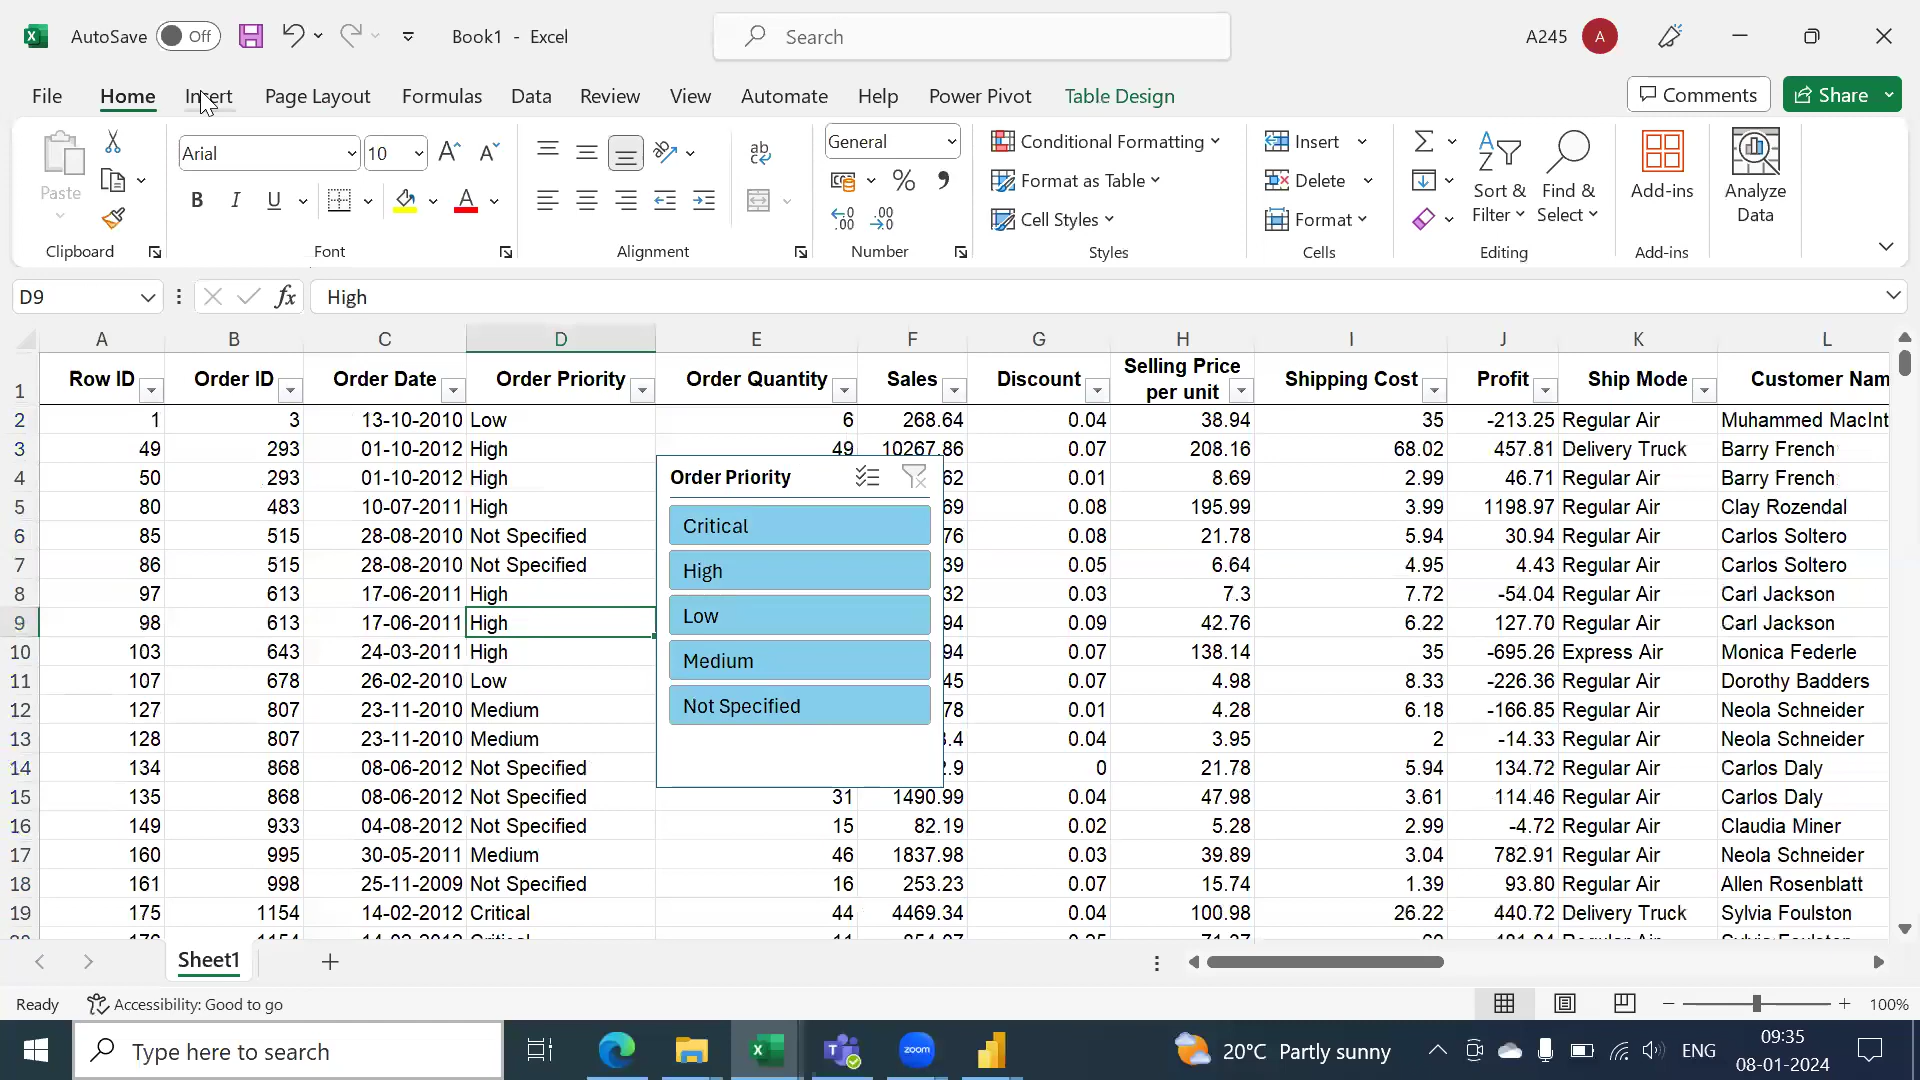 AutoSave Off Book1 - Excel Search A245 A
File Home Insert Page Layout Formulas Data Review View Automate Help Power Pivot Table Design Comments Share
Paste Arial 10 General Conditional Formatting Insert Sort & Filter Find & Select Add-ins Analyze Data
B I U Format as Table Delete
Cell Styles Format
Clipboard Font Alignment Number Styles Cells Editing Add-ins
D9 fx High
A B C D E F G H I J K L
1 Row ID Order ID Order Date Order Priority Order Quantity Sales Discount Selling Price per unit Shipping Cost Profit Ship Mode Customer Nam
2 1 3 13-10-2010 Low 6 268.64 0.04 38.94 35 -213.25 Regular Air Muhammed MacInt
3 49 293 01-10-2012 High 49 10267.86 0.07 208.16 68.02 457.81 Delivery Truck Barry French
4 50 293 01-10-2012 High 62 0.01 8.69 2.99 46.71 Regular Air Barry French
5 80 483 10-07-2011 High 69 0.08 195.99 3.99 1198.97 Regular Air Clay Rozendal
6 85 515 28-08-2010 Not Specified 76 0.08 21.78 5.94 30.94 Regular Air Carlos Soltero
7 86 515 28-08-2010 Not Specified 39 0.05 6.64 4.95 4.43 Regular Air Carlos Soltero
8 97 613 17-06-2011 High 32 0.03 7.3 7.72 -54.04 Regular Air Carl Jackson
9 98 613 17-06-2011 High 94 0.09 42.76 6.22 127.70 Regular Air Carl Jackson
10 103 643 24-03-2011 High 94 0.07 138.14 35 -695.26 Express Air Monica Federle
11 107 678 26-02-2010 Low 45 0.07 4.98 8.33 -226.36 Regular Air Dorothy Badders
12 127 807 23-11-2010 Medium 78 0.01 4.28 6.18 -166.85 Regular Air Neola Schneider
13 128 807 23-11-2010 Medium .4 0.04 3.95 2 -14.33 Regular Air Neola Schneider
14 134 868 08-06-2012 Not Specified .9 0 21.78 5.94 134.72 Regular Air Carlos Daly
15 135 868 08-06-2012 Not Specified 31 1490.99 0.04 47.98 3.61 114.46 Regular Air Carlos Daly
16 149 933 04-08-2012 Not Specified 15 82.19 0.02 5.28 2.99 -4.72 Regular Air Claudia Miner
17 160 995 30-05-2011 Medium 46 1837.98 0.03 39.89 3.04 782.91 Regular Air Neola Schneider
18 161 998 25-11-2009 Not Specified 16 253.23 0.07 15.74 1.39 93.80 Regular Air Allen Rosenblatt
19 175 1154 14-02-2012 Critical 44 4469.34 0.04 100.98 26.22 440.72 Delivery Truck Sylvia Foulston
Order Priority
Critical
High
Low
Medium
Not Specified
Sheet1
Ready Accessibility: Good to go 100%
Type here to search zoom 20°C Partly sunny ENG 09:35
08-01-2024